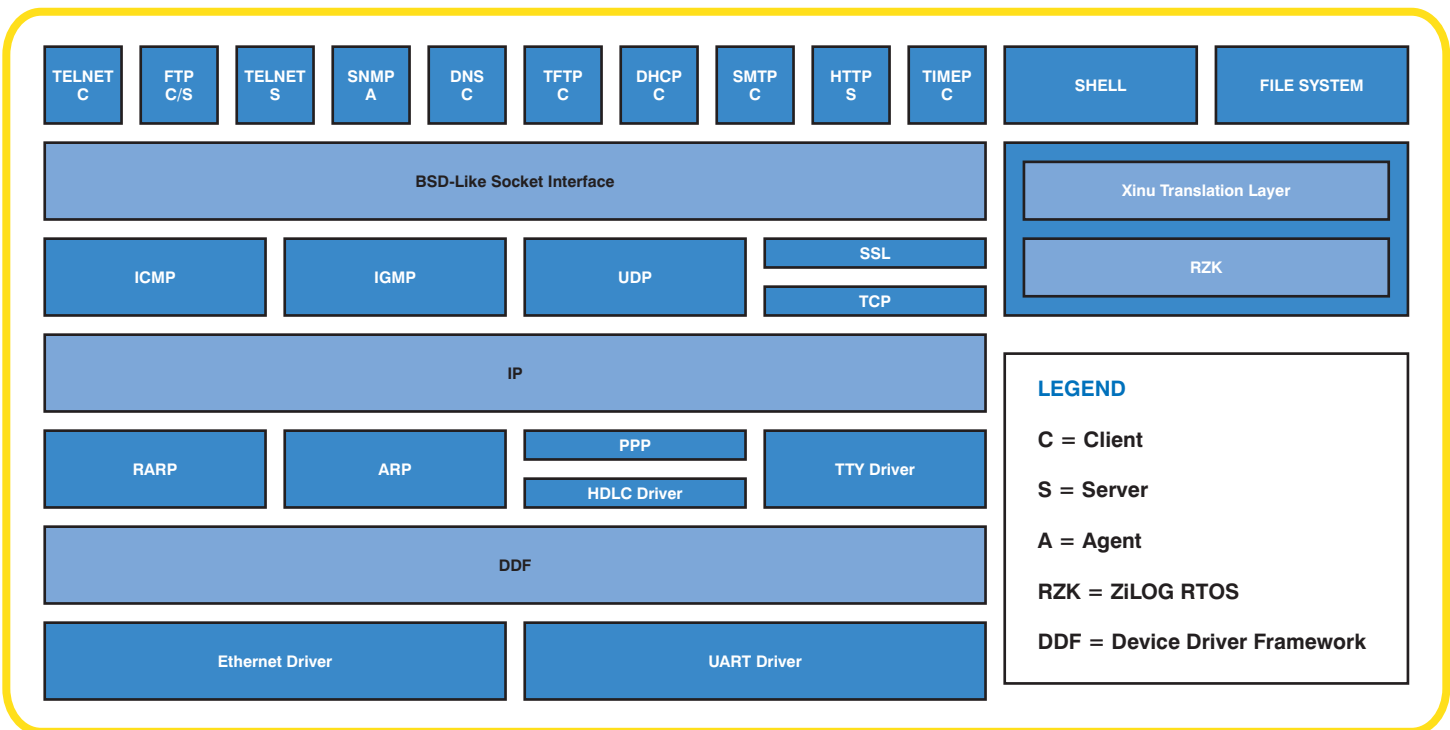 TELNET
C
FTP
C/S
TELNET
S
SNMP
A
DNS
C
TFTP
C
DHCP
C
SMTP
C
HTTP
S
TIMEP
C
SHELL
FILE SYSTEM
BSD-Like Socket Interface
Xinu Translation Layer
RZK
ICMP
IGMP
UDP
SSL
TCP
IP
RARP
ARP
PPP
HDLC Driver
TTY Driver
DDF
Ethernet Driver
UART Driver
LEGEND
C = Client
S = Server
A = Agent
RZK = ZiLOG RTOS
DDF = Device Driver Framework